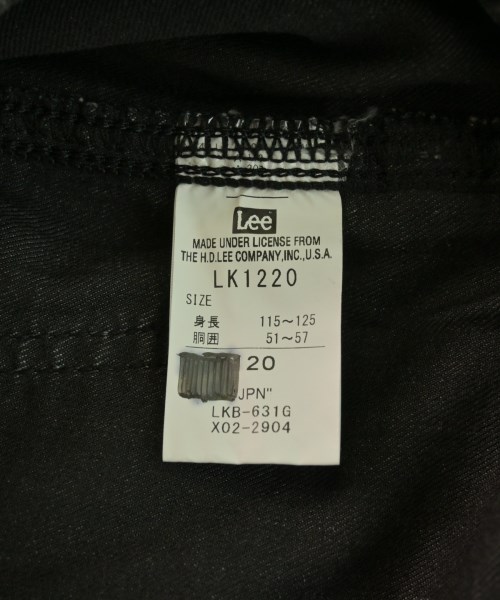 Lee
MADE UNDER LICENSE FROM
THE H.D.LEE COMPANY,INC.,U.S.A.
LK1220
SIZE
身長 115〜125
胴囲 51〜57
20
JPN"
LKB-631G
X02-2904